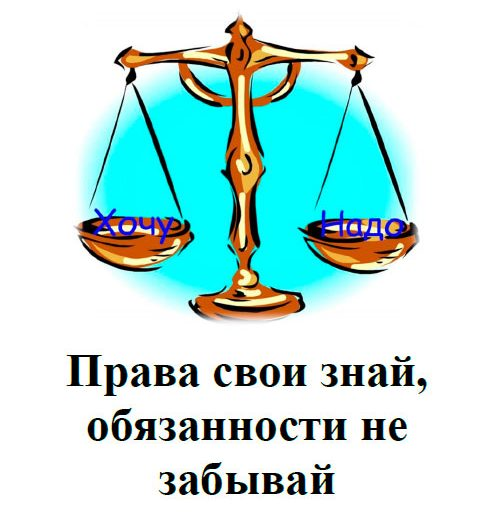 Хочу Надо
Права свои знай,
обязанности не
забывай